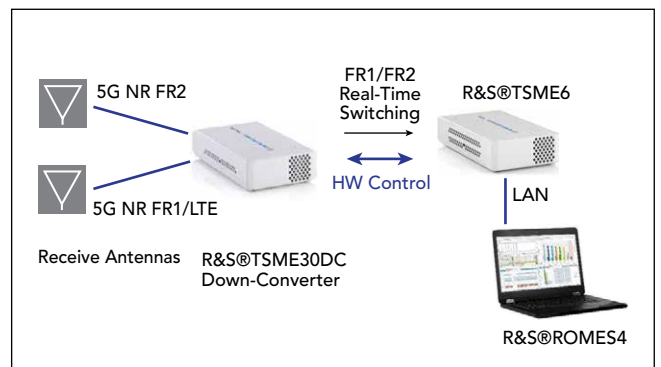 5G NR FR2
5G NR FR1/LTE
Receive Antennas
R&S®TSME30DC
Down-Converter
FR1/FR2
Real-Time
Switching
HW Control
R&S®TSME6
LAN
R&S®ROMES4